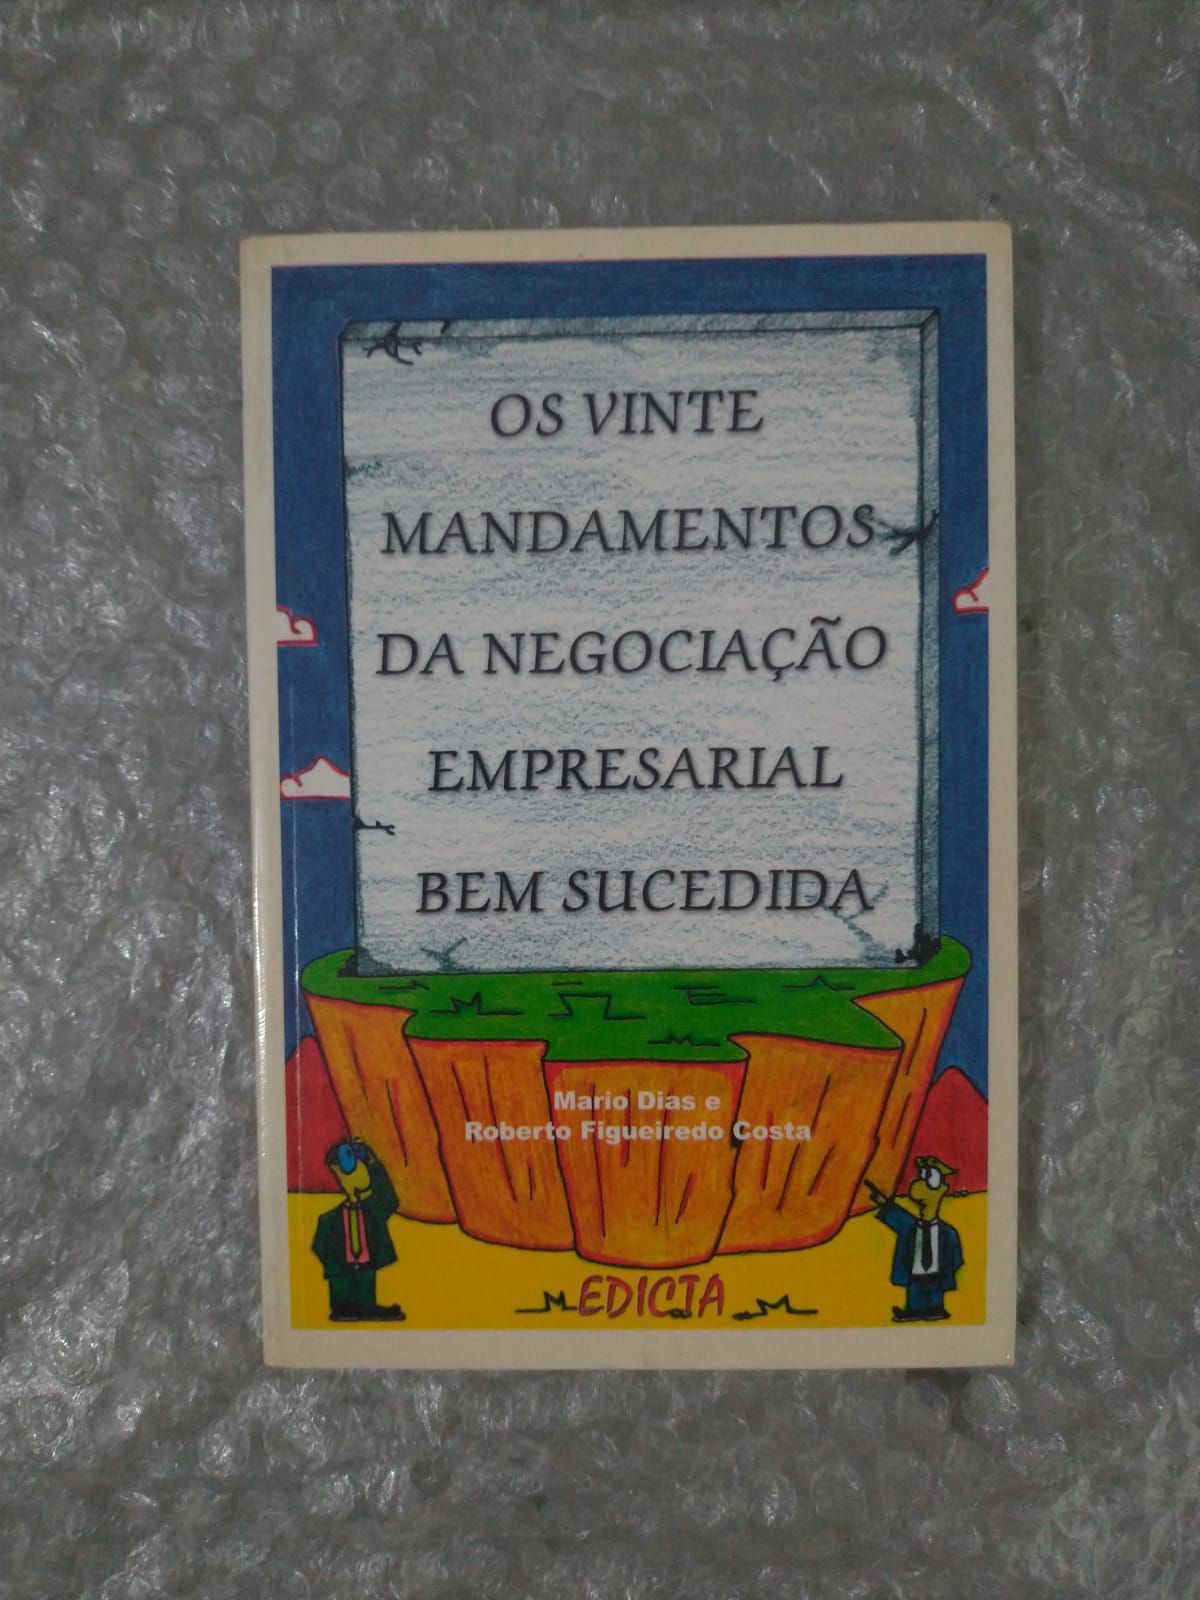 OS VINTE
MANDAMENTOS
DA NEGOCIAÇÃO
EMPRESARIAL
BEM SUCEDIDA
Mario Dias e
Roberto Figueiredo Costa
EDICTA